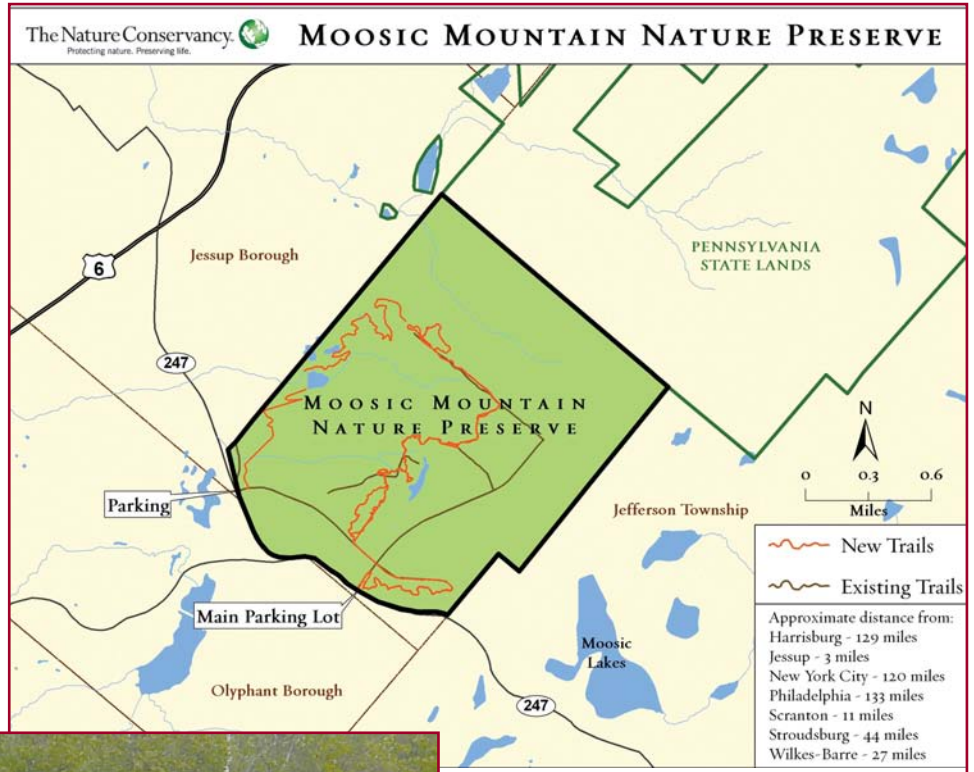 The Nature Conservancy.
Protecting nature. Preserving life.
MOOSIC MOUNTAIN NATURE PRESERVE
6
Jessup Borough
PENNSYLVANIA
STATE LANDS
247
MOOSIC MOUNTAIN
NATURE PRESERVE
N
0 0.3 0.6
Miles
Parking
Jefferson Township
New Trails
Existing Trails
Main Parking Lot
Approximate distance from:
Harrisburg - 129 miles
Jessup - 3 miles
New York City - 120 miles
Philadelphia - 133 miles
Scranton - 11 miles
Stroudsburg - 44 miles
Wilkes-Barre - 27 miles
Moosic
Lakes
Olyphant Borough
247